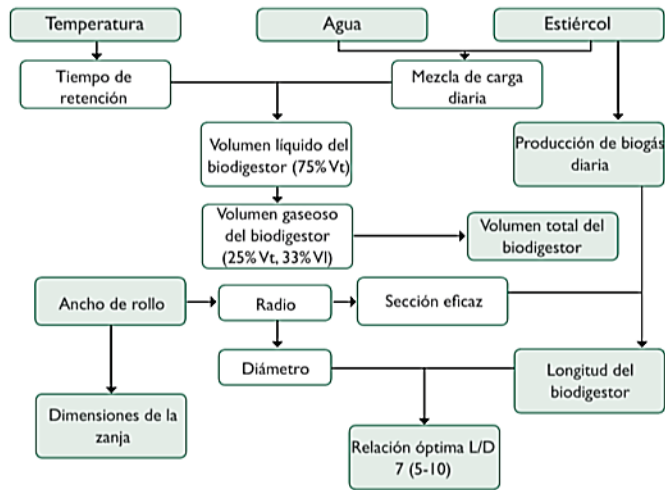 Temperatura
Agua
Estiércol
Tiempo de
retención
Mezcla de carga
diaria
Volumen líquido del
biodigestor (75% Vt)
Producción de biogás
diaria
Volumen gaseoso
del biodigestor
(25% Vt, 33% Vl)
Volumen total del
biodigestor
Ancho de rollo
Radio
Sección eficaz
Diámetro
Longitud del
biodigestor
Dimensiones de la
zanja
Relación óptima L/D
7 (5-10)